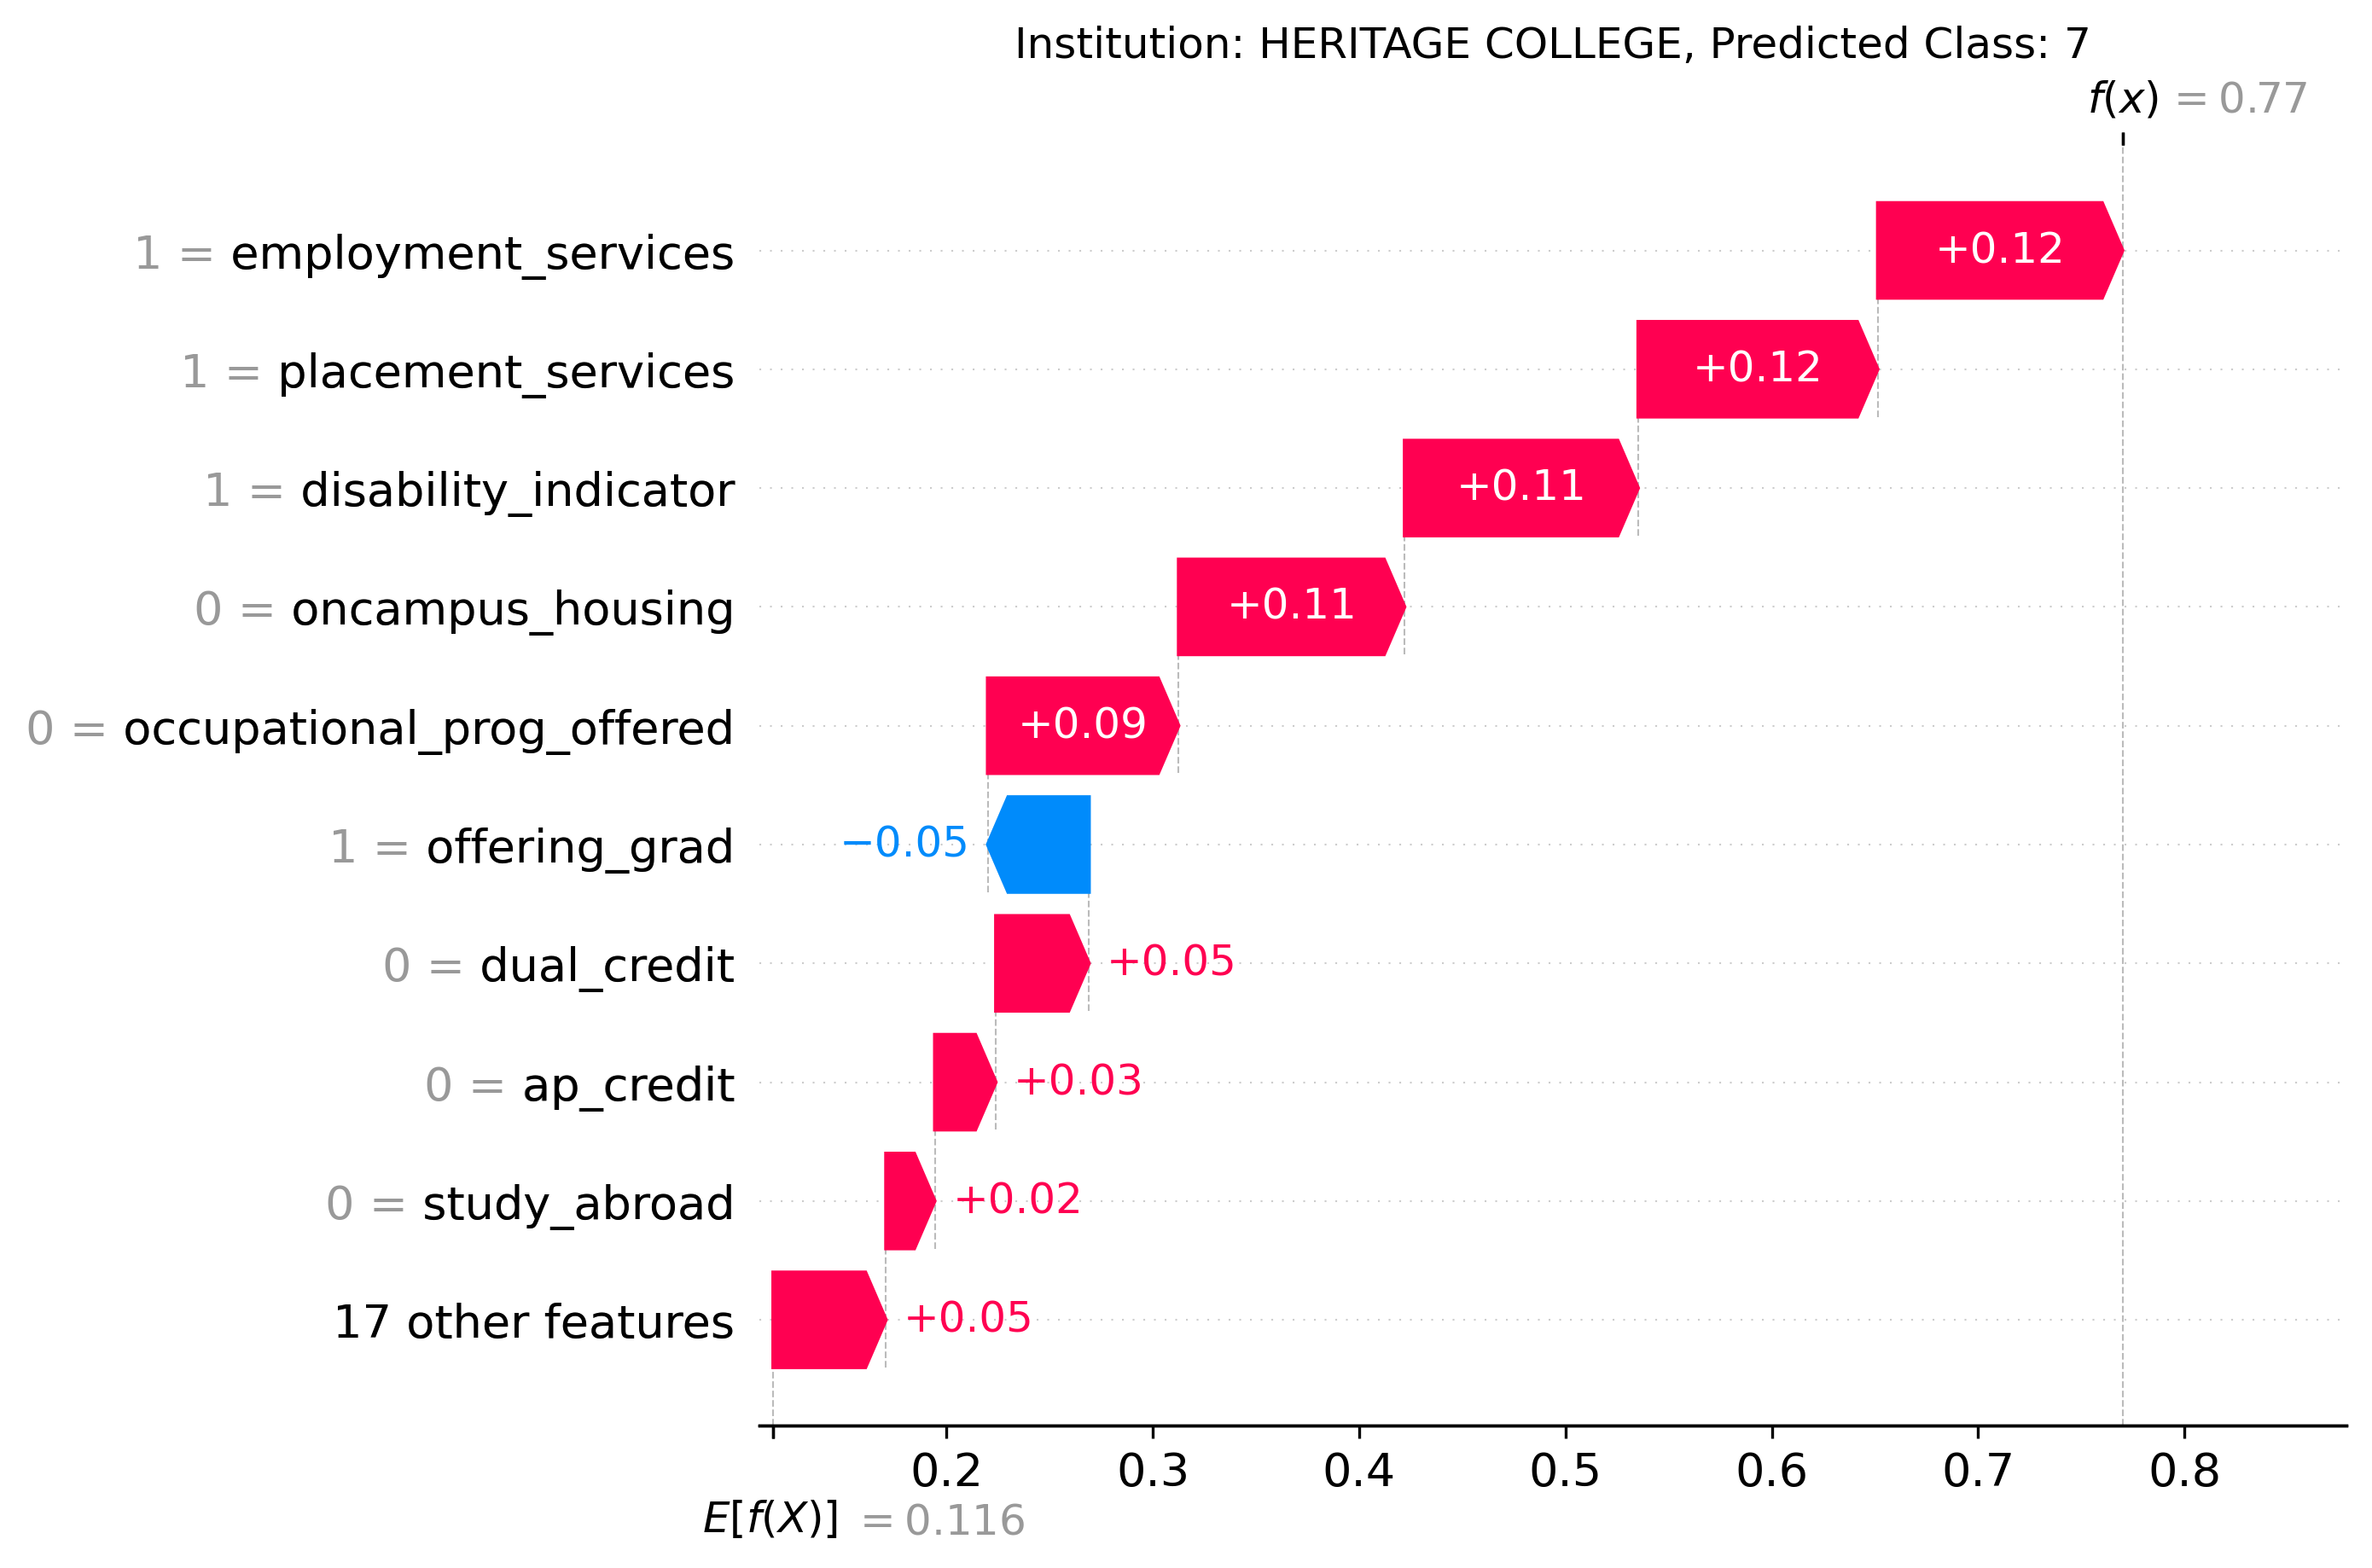 Institution: HERITAGE COLLEGE, Predicted Class: 7
f(x) = 0.77
1 = employment_services +0.12
1 = placement_services +0.12
1 = disability_indicator +0.11
0 = oncampus_housing +0.11
0 = occupational_prog_offered +0.09
1 = offering_grad −0.05
0 = dual_credit +0.05
0 = ap_credit +0.03
0 = study_abroad +0.02
17 other features +0.05
0.2 0.3 0.4 0.5 0.6 0.7 0.8
E[f(X)] = 0.116